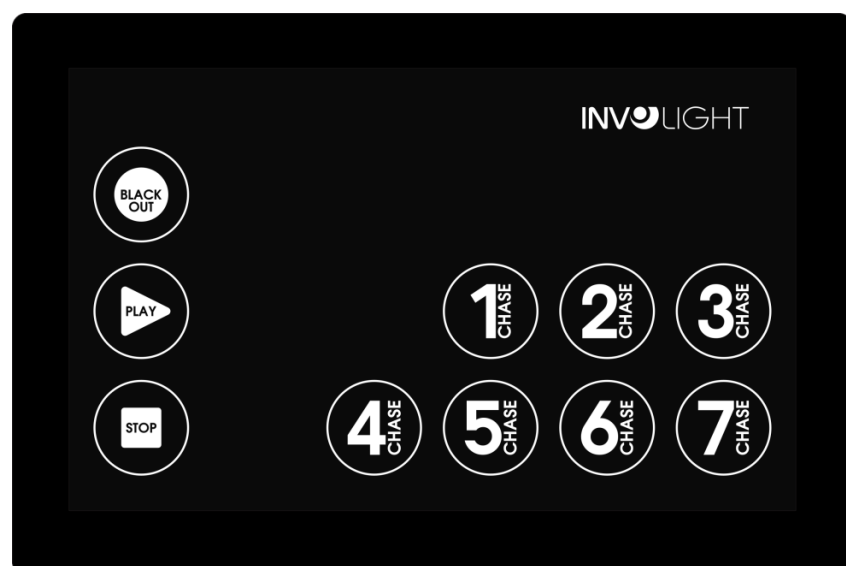 INVOLIGHT
BLACK
OUT
PLAY
1 CHASE
2 CHASE
3 CHASE
STOP
4 CHASE
5 CHASE
6 CHASE
7 CHASE